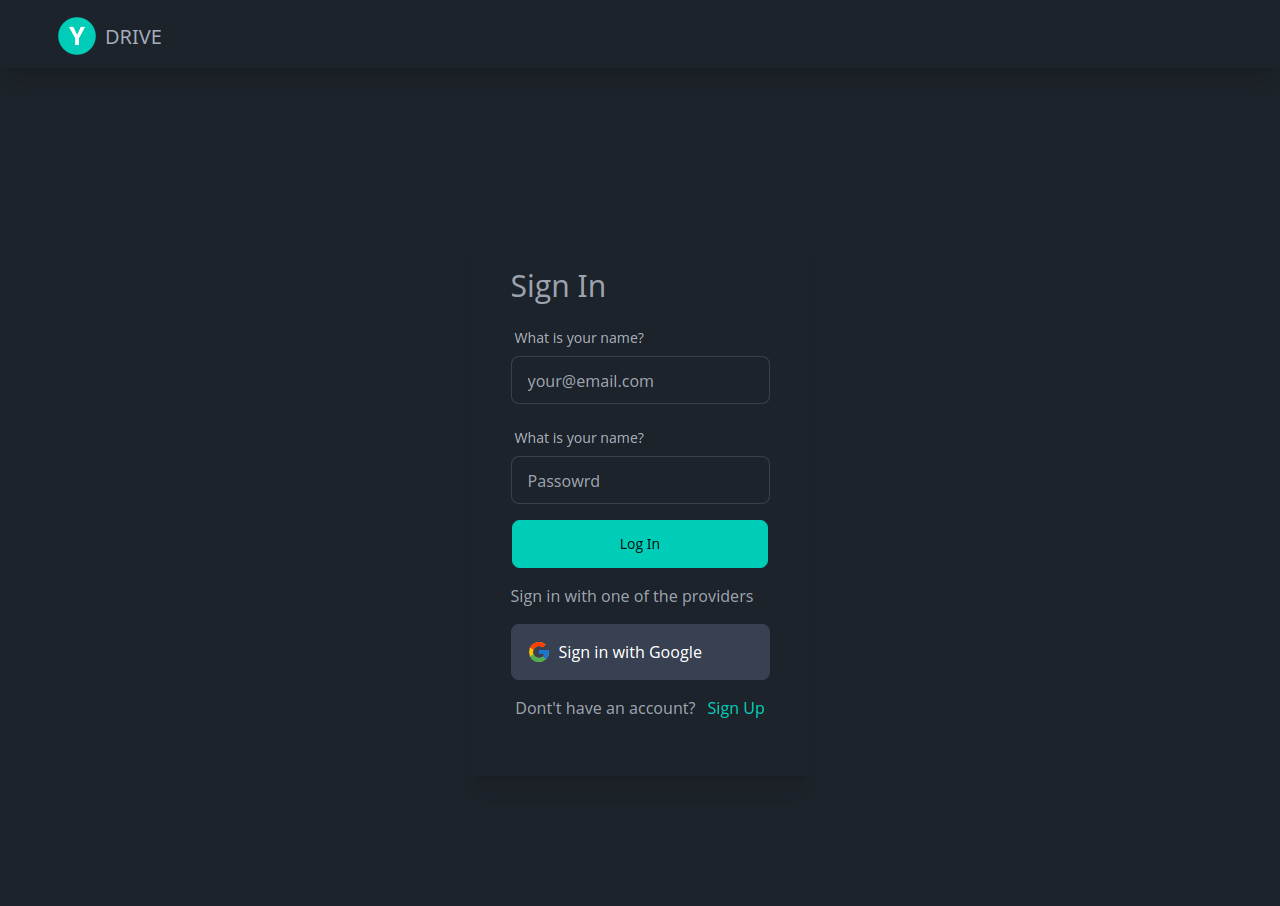 Y DRIVE
Sign In
What is your name?
your@email.com
What is your name?
Passowrd
Log In
Sign in with one of the providers
Sign in with Google
Dont't have an account? Sign Up